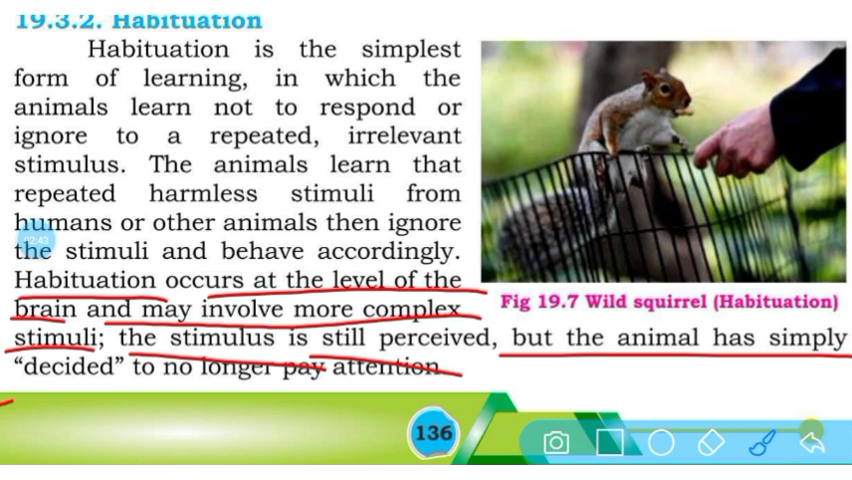 19.3.2. Habituation
Habituation is the simplest
form of learning, in which the
animals learn not to respond or
ignore to a repeated, irrelevant
stimulus. The animals learn that
repeated harmless stimuli from
humans or other animals then ignore
the stimuli and behave accordingly.
Habituation occurs at the level of the
brain and may involve more complex
stimuli; the stimulus is still perceived, but the animal has simply
“decided” to no longer pay attention.
Fig 19.7 Wild squirrel (Habituation)
02:43
136